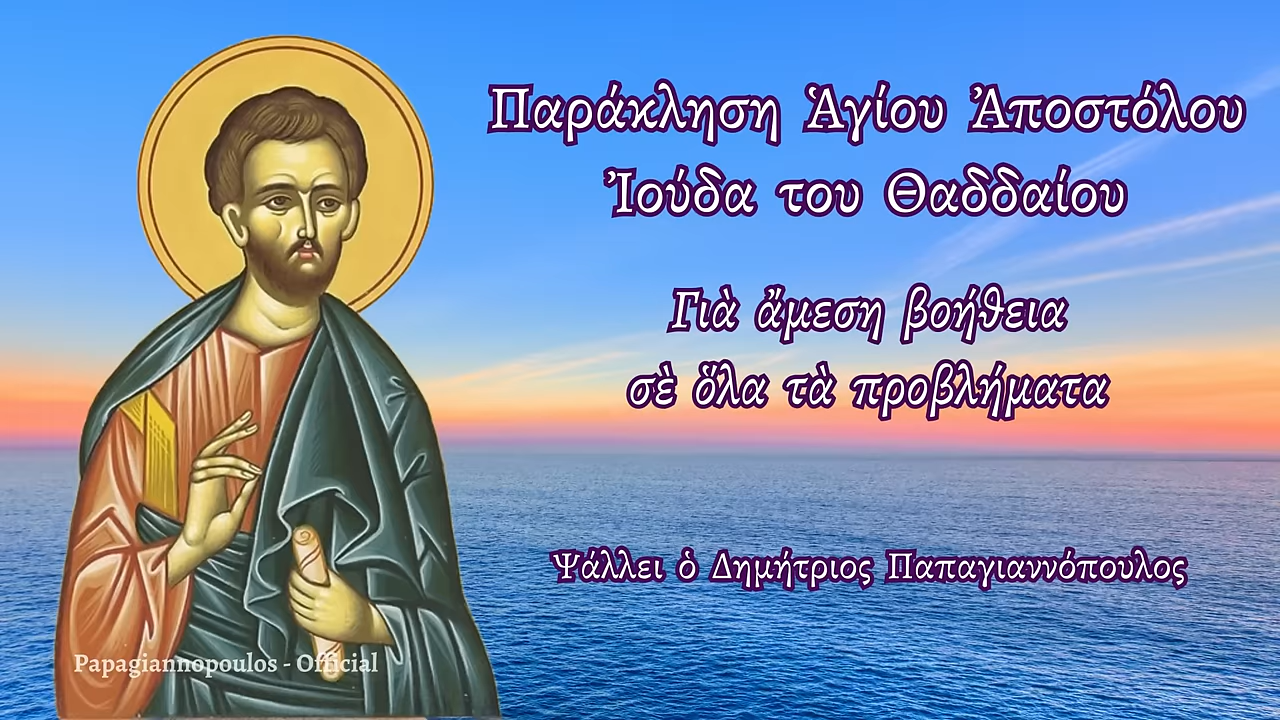 Παράκληση Ἁγίου Ἀποστόλου
Ἰούδα του Θαδδαίου
Γιὰ ἄμεση βοήθεια
σὲ ὅλα τὰ προβλήματα
Ψάλλει ὁ Δημήτριος Παπαγιαννόπουλος
Papagiannopoulos - Official